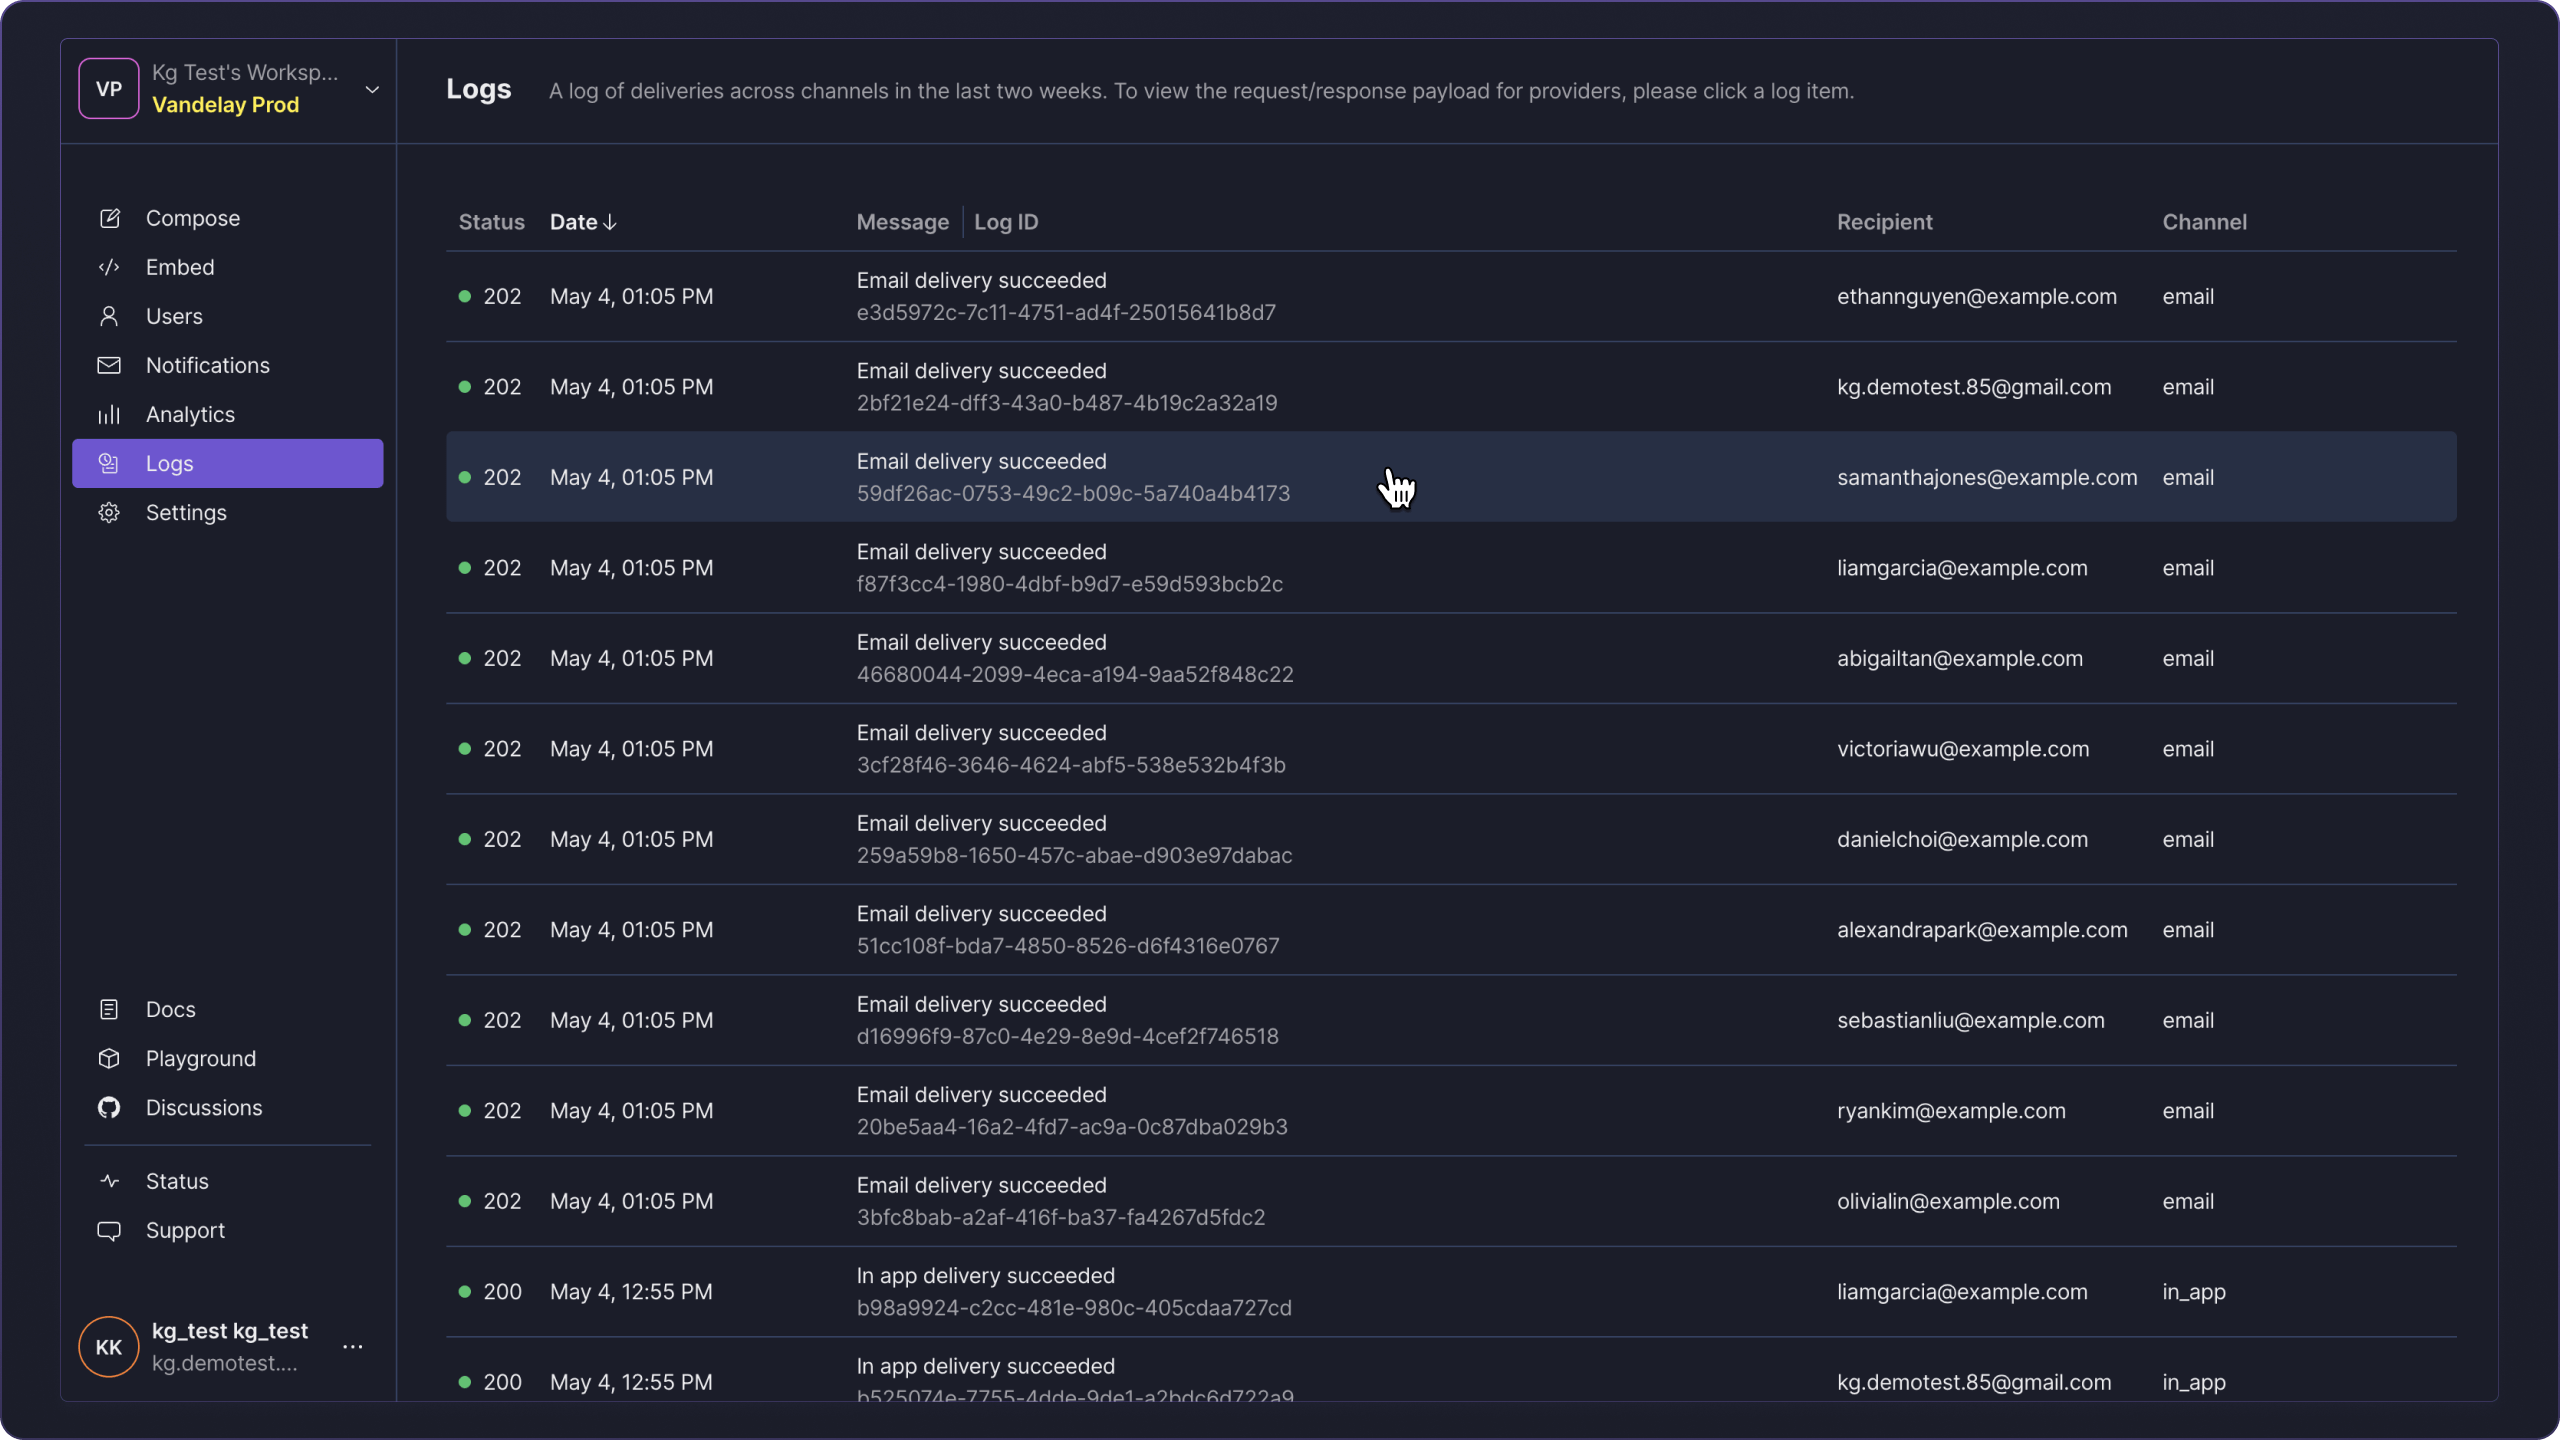 VP
Kg Test's Worksp...
Vandelay Prod
Logs
A log of deliveries across channels in the last two weeks. To view the request/response payload for providers, please click a log item.
Compose
Embed
Users
Notifications
Analytics
Logs
Settings
Docs
Playground
Discussions
Status
Support
KK
kg_test kg_test
kg.demotest....
Status Date Message Log ID Recipient Channel
202 May 4, 01:05 PM Email delivery succeeded ethannguyen@example.com email
e3d5972c-7c11-4751-ad4f-25015641b8d7
202 May 4, 01:05 PM Email delivery succeeded kg.demotest.85@gmail.com email
2bf21e24-dff3-43a0-b487-4b19c2a32a19
202 May 4, 01:05 PM Email delivery succeeded samanthajones@example.com email
59df26ac-0753-49c2-b09c-5a740a4b4173
202 May 4, 01:05 PM Email delivery succeeded liamgarcia@example.com email
f87f3cc4-1980-4dbf-b9d7-e59d593bcb2c
202 May 4, 01:05 PM Email delivery succeeded abigailtan@example.com email
46680044-2099-4eca-a194-9aa52f848c22
202 May 4, 01:05 PM Email delivery succeeded victoriawu@example.com email
3cf28f46-3646-4624-abf5-538e532b4f3b
202 May 4, 01:05 PM Email delivery succeeded danielchoi@example.com email
259a59b8-1650-457c-abae-d903e97dabac
202 May 4, 01:05 PM Email delivery succeeded alexandrapark@example.com email
51cc108f-bda7-4850-8526-d6f4316e0767
202 May 4, 01:05 PM Email delivery succeeded sebastianliu@example.com email
d16996f9-87c0-4e29-8e9d-4cef2f746518
202 May 4, 01:05 PM Email delivery succeeded ryankim@example.com email
20be5aa4-16a2-4fd7-ac9a-0c87dba029b3
202 May 4, 01:05 PM Email delivery succeeded olivialin@example.com email
3bfc8bab-a2af-416f-ba37-fa4267d5fdc2
200 May 4, 12:55 PM In app delivery succeeded liamgarcia@example.com in_app
b98a9924-c2cc-481e-980c-405cdaa727cd
200 May 4, 12:55 PM In app delivery succeeded kg.demotest.85@gmail.com in_app
b525074e-7755-4dde-9de1-a2bdc6d722a9